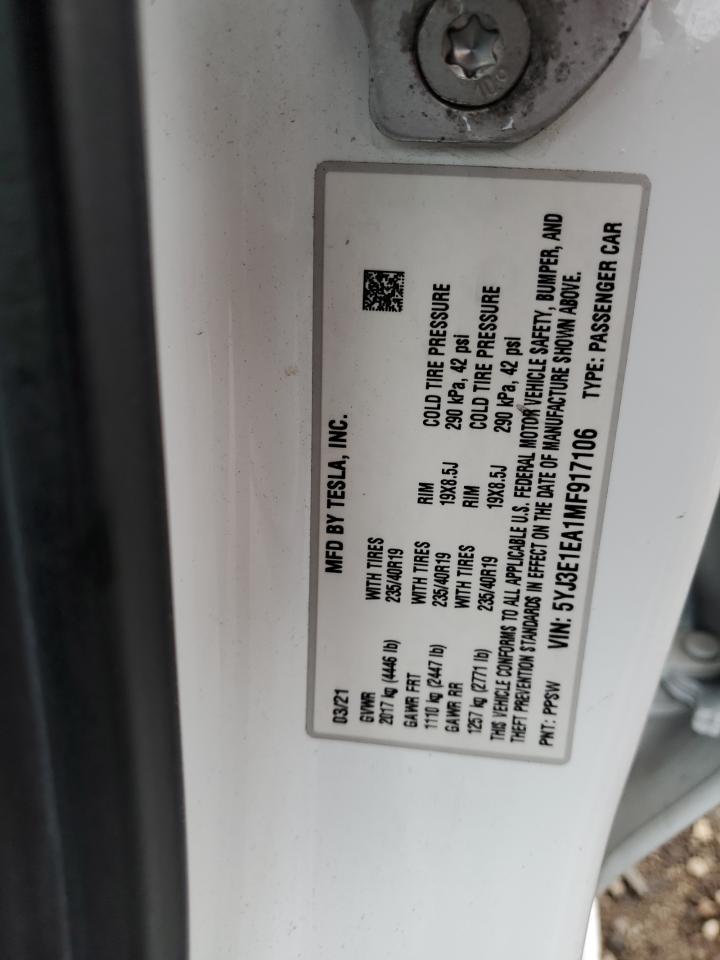 03/21 MFD BY TESLA, INC.
GVWR WITH TIRES
2017 kg (4446 lb) 235/40R19
GAWR FRT WITH TIRES RIM COLD TIRE PRESSURE
1110 kg (2447 lb) 235/40R19 19X8.5J 290 kPa, 42 psi
GAWR RR WITH TIRES RIM COLD TIRE PRESSURE
1257 kg (2771 lb) 235/40R19 19X8.5J 290 kPa, 42 psi
THIS VEHICLE CONFORMS TO ALL APPLICABLE U.S. FEDERAL MOTOR VEHICLE SAFETY, BUMPER, AND
THEFT PREVENTION STANDARDS IN EFFECT ON THE DATE OF MANUFACTURE SHOWN ABOVE.
PNT: PPSW VIN: 5YJ3E1EA1MF917106 TYPE: PASSENGER CAR